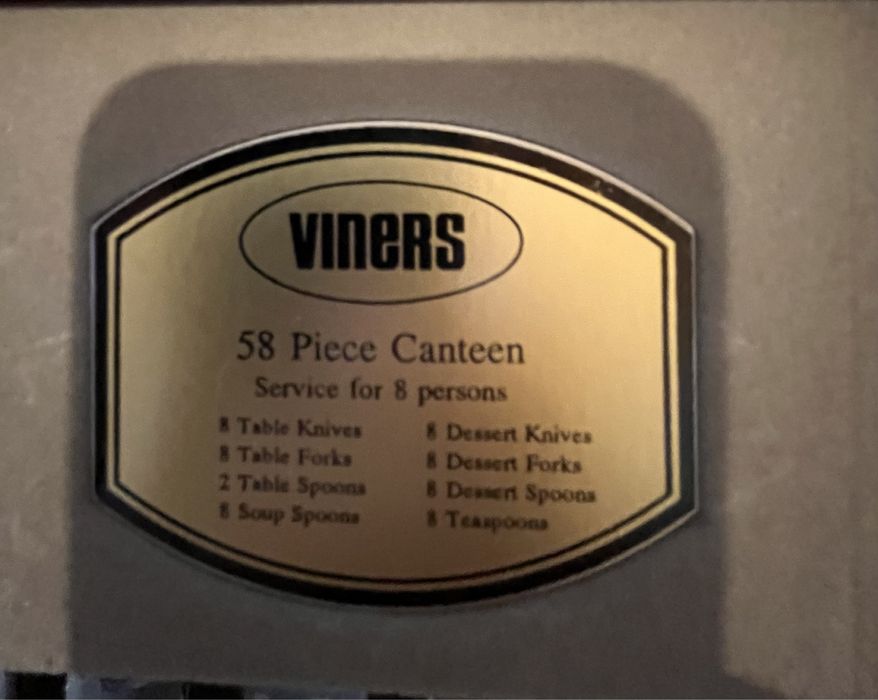 VINERS
58 Piece Canteen
Service for 8 persons
8 Table Knives
8 Table Forks
2 Table Spoons
8 Soup Spoons
8 Dessert Knives
8 Dessert Forks
8 Dessert Spoons
8 Teaspoons